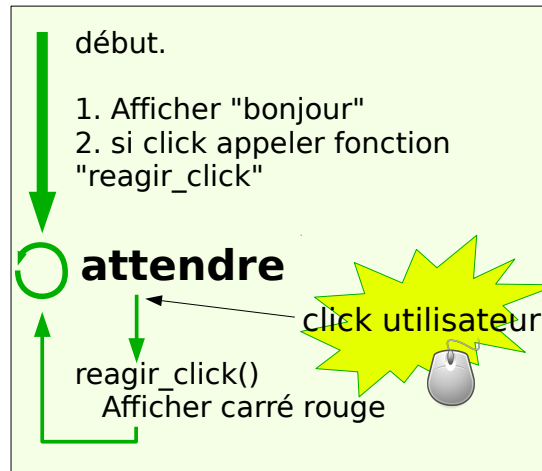 début.
1. Afficher "bonjour"
2. si click appeler fonction
"reagir_click"
attendre
click utilisateur
reagir_click()
Afficher carré rouge